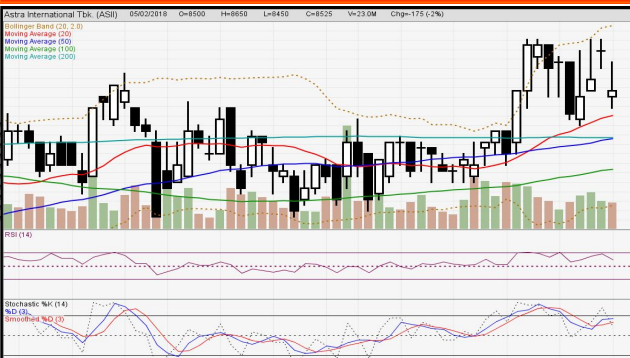 Astra International Tbk. (ASII) 05/02/2018 O=8500 H=8650 L=8450 C=8525 V=23.0M Chg=-175 (-2%)
Bollinger Band (20, 2.0)
Moving Average (20)
Moving Average (50)
Moving Average (100)
Moving Average (200)
RSI (14)
Stochastic %K (14)
%D (3)
Smoothed %D (3)